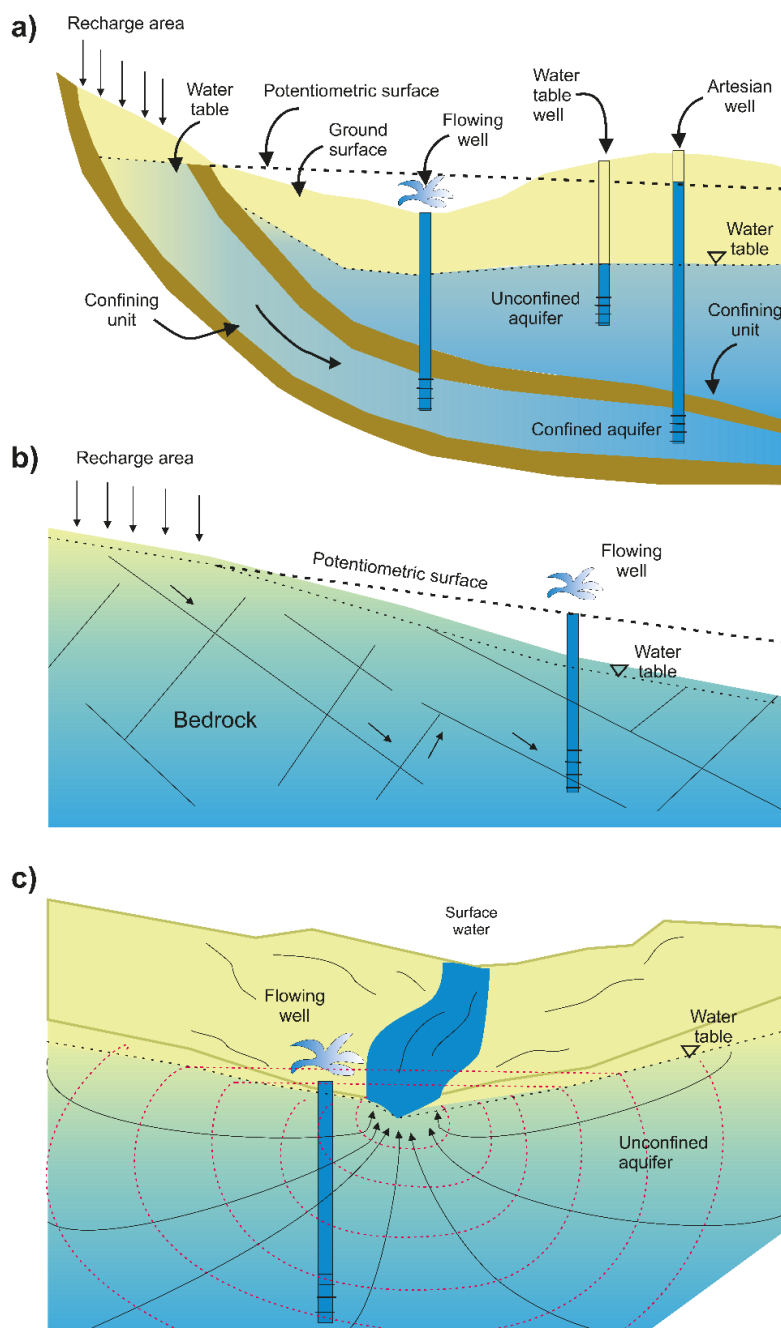 a)
Recharge area
Water
table
Potentiometric surface
Ground
surface
Flowing
well
Water
table
well
Artesian
well
Water
table
Unconfined
aquifer
Confining
unit
Confining
unit
Confined aquifer
b)
Recharge area
Potentiometric surface
Flowing
well
Water
table
Bedrock
c)
Surface
water
Flowing
well
Water
table
Unconfined
aquifer